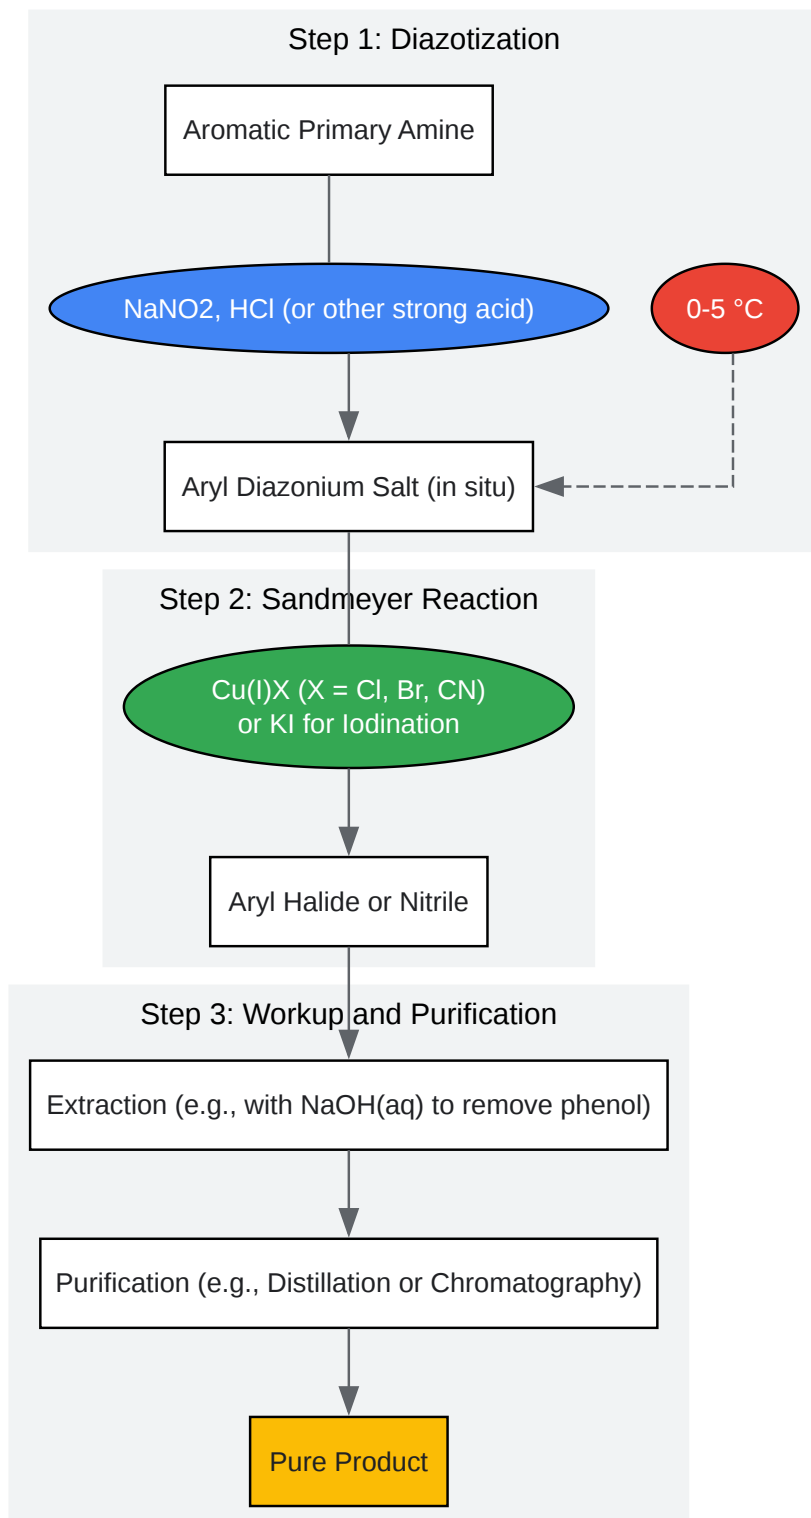 Step 1: Diazotization
Aromatic Primary Amine
NaNO2, HCl (or other strong acid)
0-5 °C
Aryl Diazonium Salt (in situ)
Step 2: Sandmeyer Reaction
Cu(I)X (X = Cl, Br, CN)
or KI for Iodination
Aryl Halide or Nitrile
Step 3: Workup and Purification
Extraction (e.g., with NaOH(aq) to remove phenol)
Purification (e.g., Distillation or Chromatography)
Pure Product